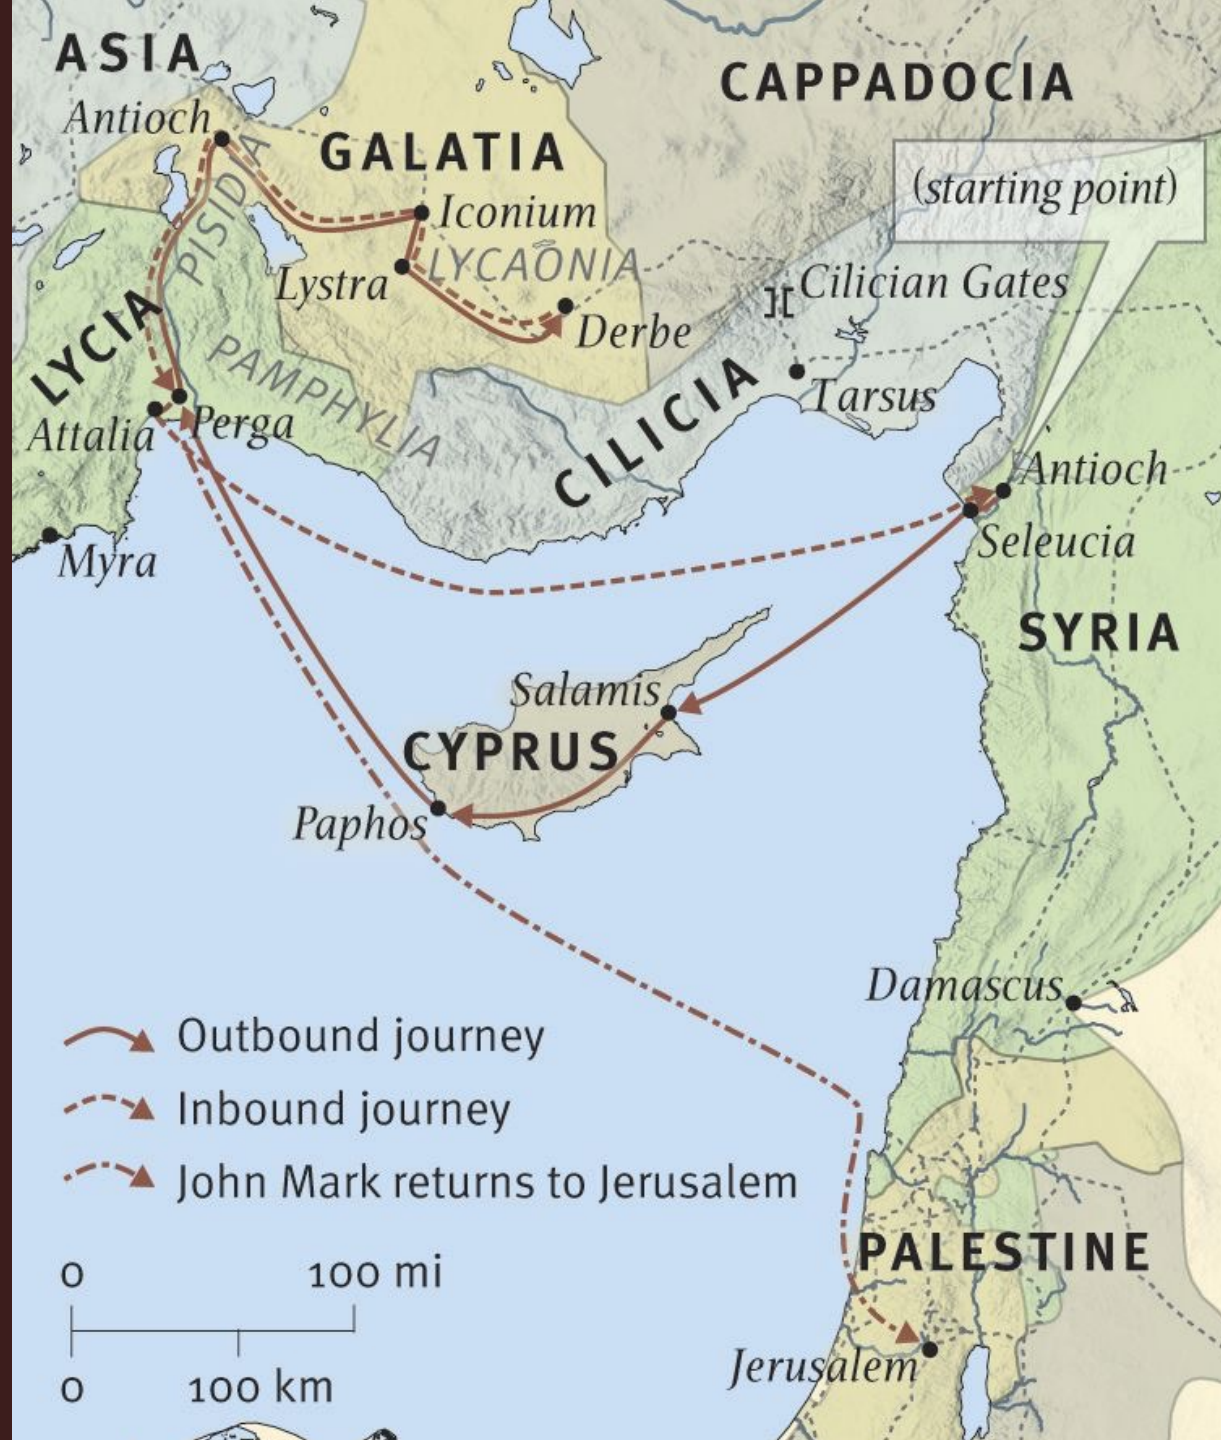 ASIA
CAPPADOCIA
Antioch
GALATIA
PISIDIA
(starting point)
Iconium
LYCAONIA
Lystra
Cilician Gates
Derbe
LYCIA
PAMPHYLIA
CILICIA
Tarsus
Perga
Attalia
Antioch
Seleucia
Myra
SYRIA
Salamis
CYPRUS
Paphos
Damascus
Outbound journey
Inbound journey
John Mark returns to Jerusalem
PALESTINE
0 100 mi
0 100 km
Jerusalem